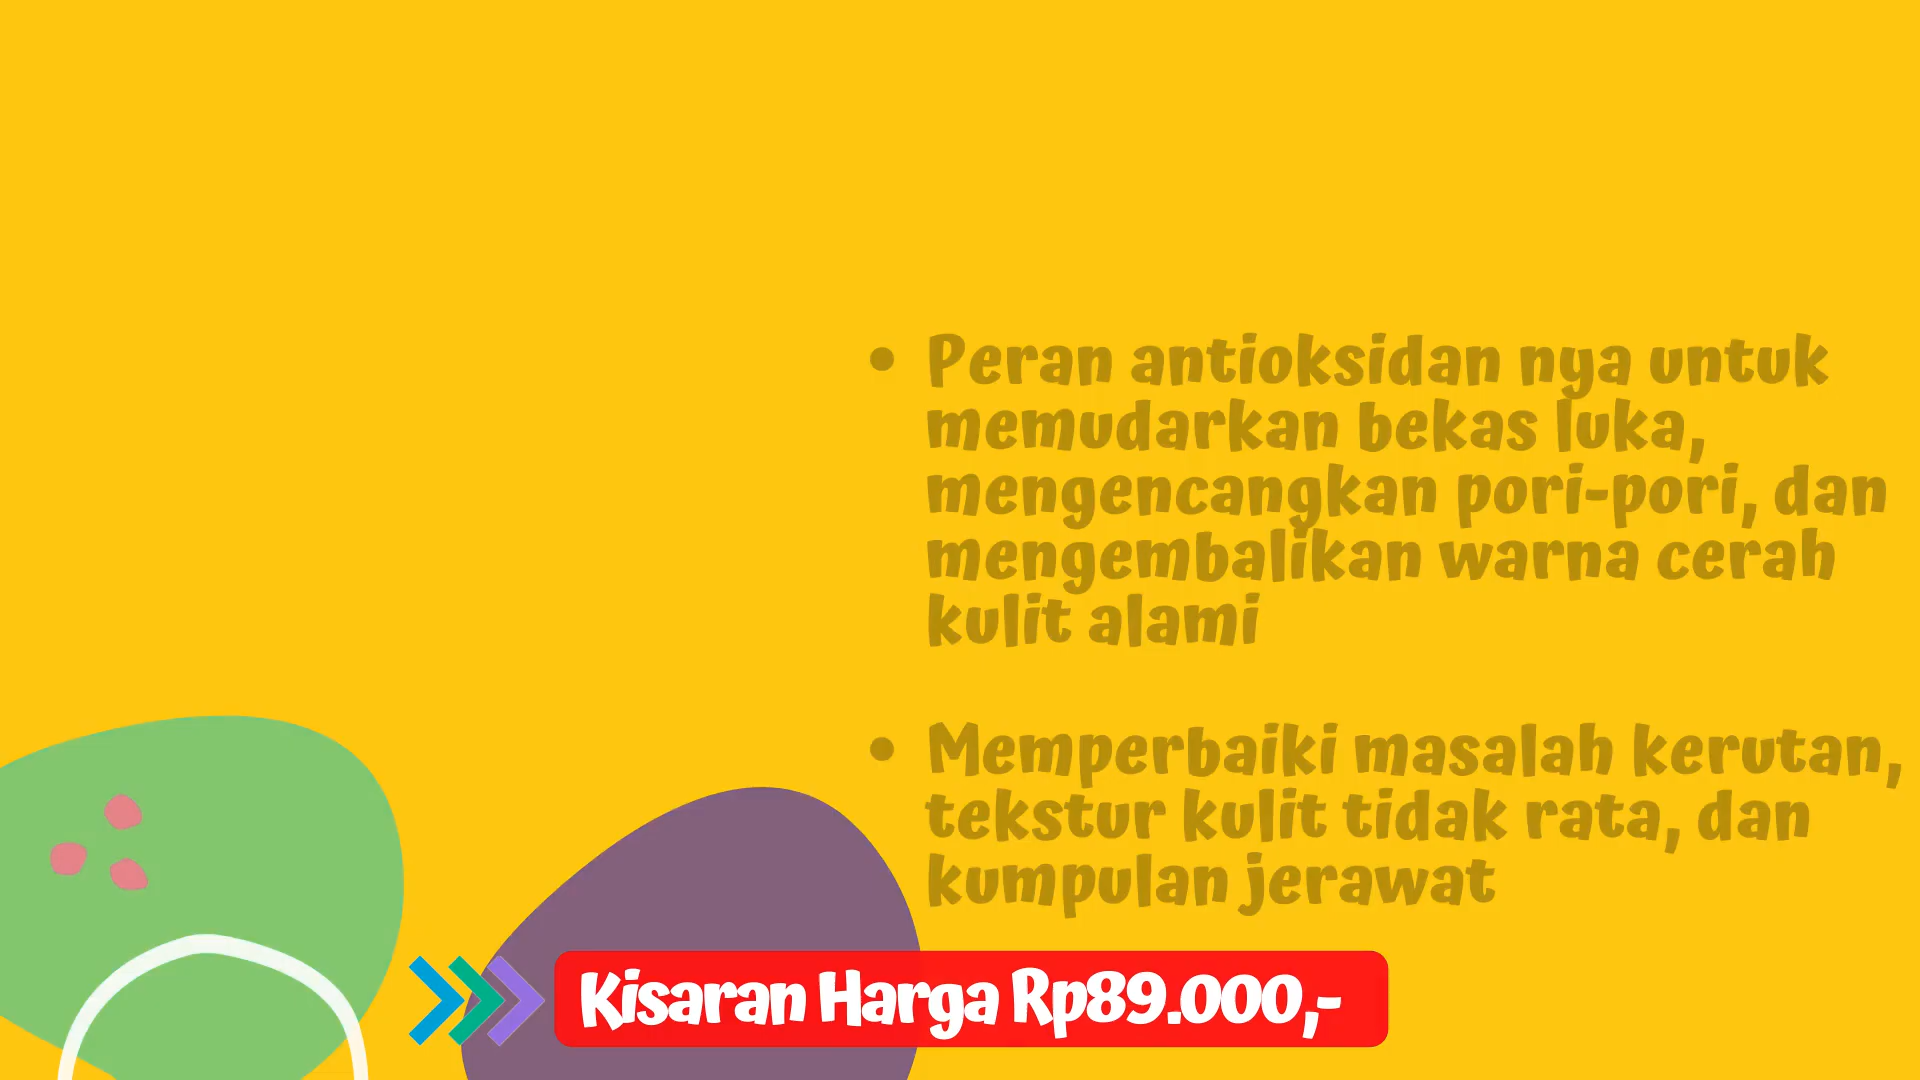 • Peran antioksidan nya untuk
memudarkan bekas luka,
mengencangkan pori-pori, dan
mengembalikan warna cerah
kulit alami
• Memperbaiki masalah kerutan,
tekstur kulit tidak rata, dan
kumpulan jerawat
Kisaran Harga Rp89.000,-